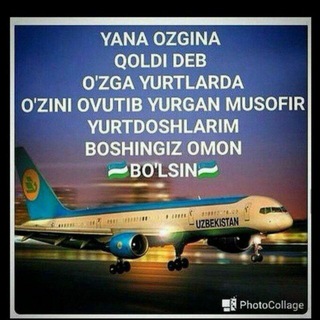 YANA OZGINA
QOLDI DEB
O'ZGA YURTLARDA
O'ZINI OVUTIB YURGAN MUSOFIR
YURTDOSHLARIM
BOSHINGIZ OMON
🇺🇿BO'LSIN🇺🇿
UZBEKISTAN
PhotoCollage